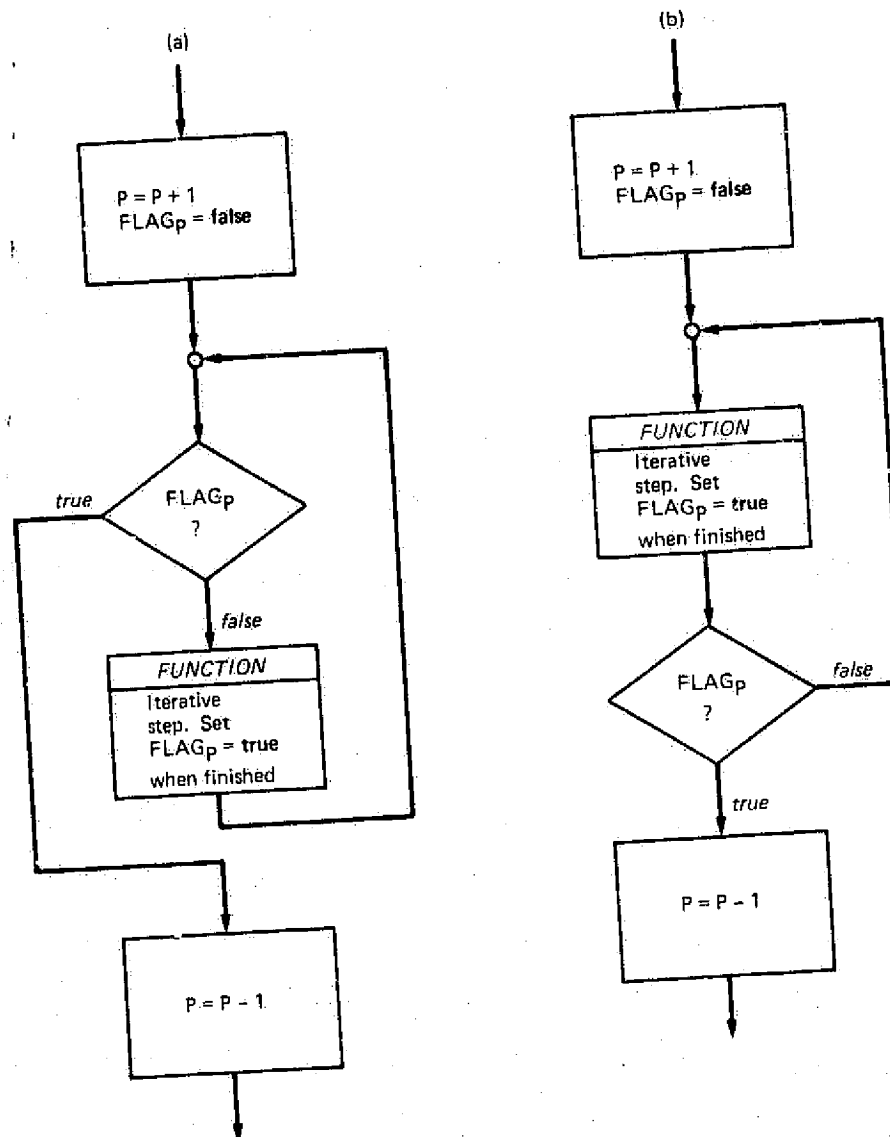 (a)
P = P + 1
FLAGP = false
true
FLAGP
?
false
FUNCTION
Iterative
step. Set
FLAGP = true
when finished
P = P - 1
(b)
P = P + 1
FLAGP = false
FUNCTION
Iterative
step. Set
FLAGP = true
when finished
FLAGP
?
false
true
P = P - 1